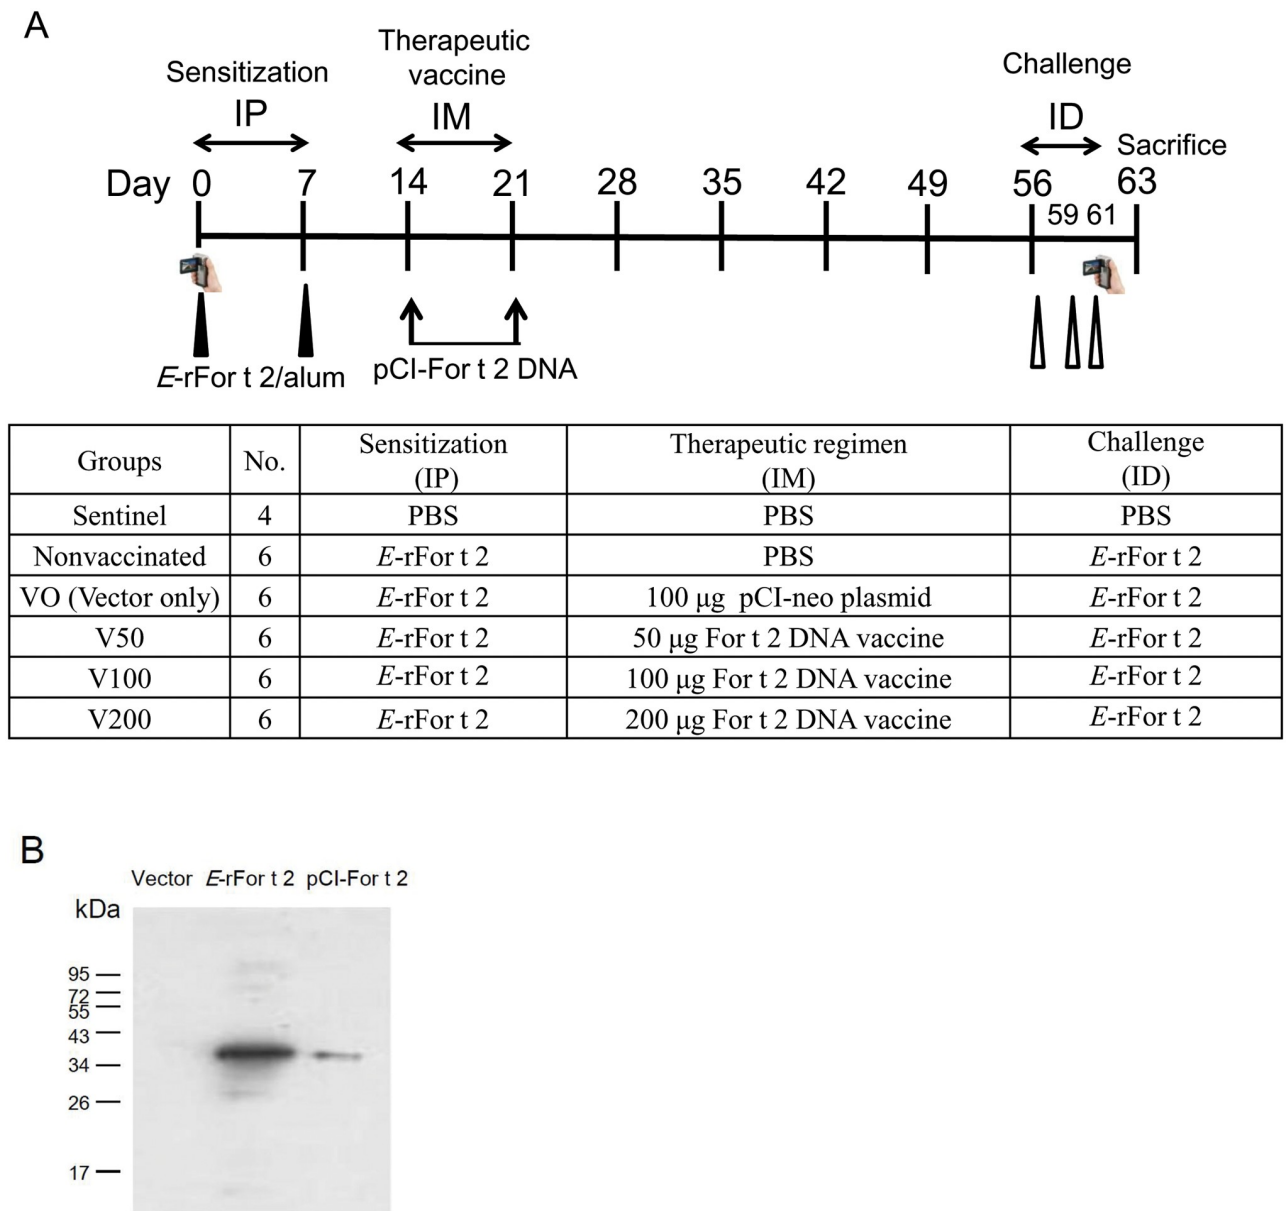 A
Sensitization
IP
Therapeutic
vaccine
IM
Challenge
ID
Sacrifice
Day 0 7 14 21 28 35 42 49 56 59 61 63
E-rFor t 2/alum
pCI-For t 2 DNA
Groups No. Sensitization (IP) Therapeutic regimen (IM) Challenge (ID)
Sentinel 4 PBS PBS PBS
Nonvaccinated 6 E-rFor t 2 PBS E-rFor t 2
VO (Vector only) 6 E-rFor t 2 100 µg pCI-neo plasmid E-rFor t 2
V50 6 E-rFor t 2 50 µg For t 2 DNA vaccine E-rFor t 2
V100 6 E-rFor t 2 100 µg For t 2 DNA vaccine E-rFor t 2
V200 6 E-rFor t 2 200 µg For t 2 DNA vaccine E-rFor t 2
B
Vector E-rFor t 2 pCI-For t 2
kDa
95
72
55
43
34
26
17